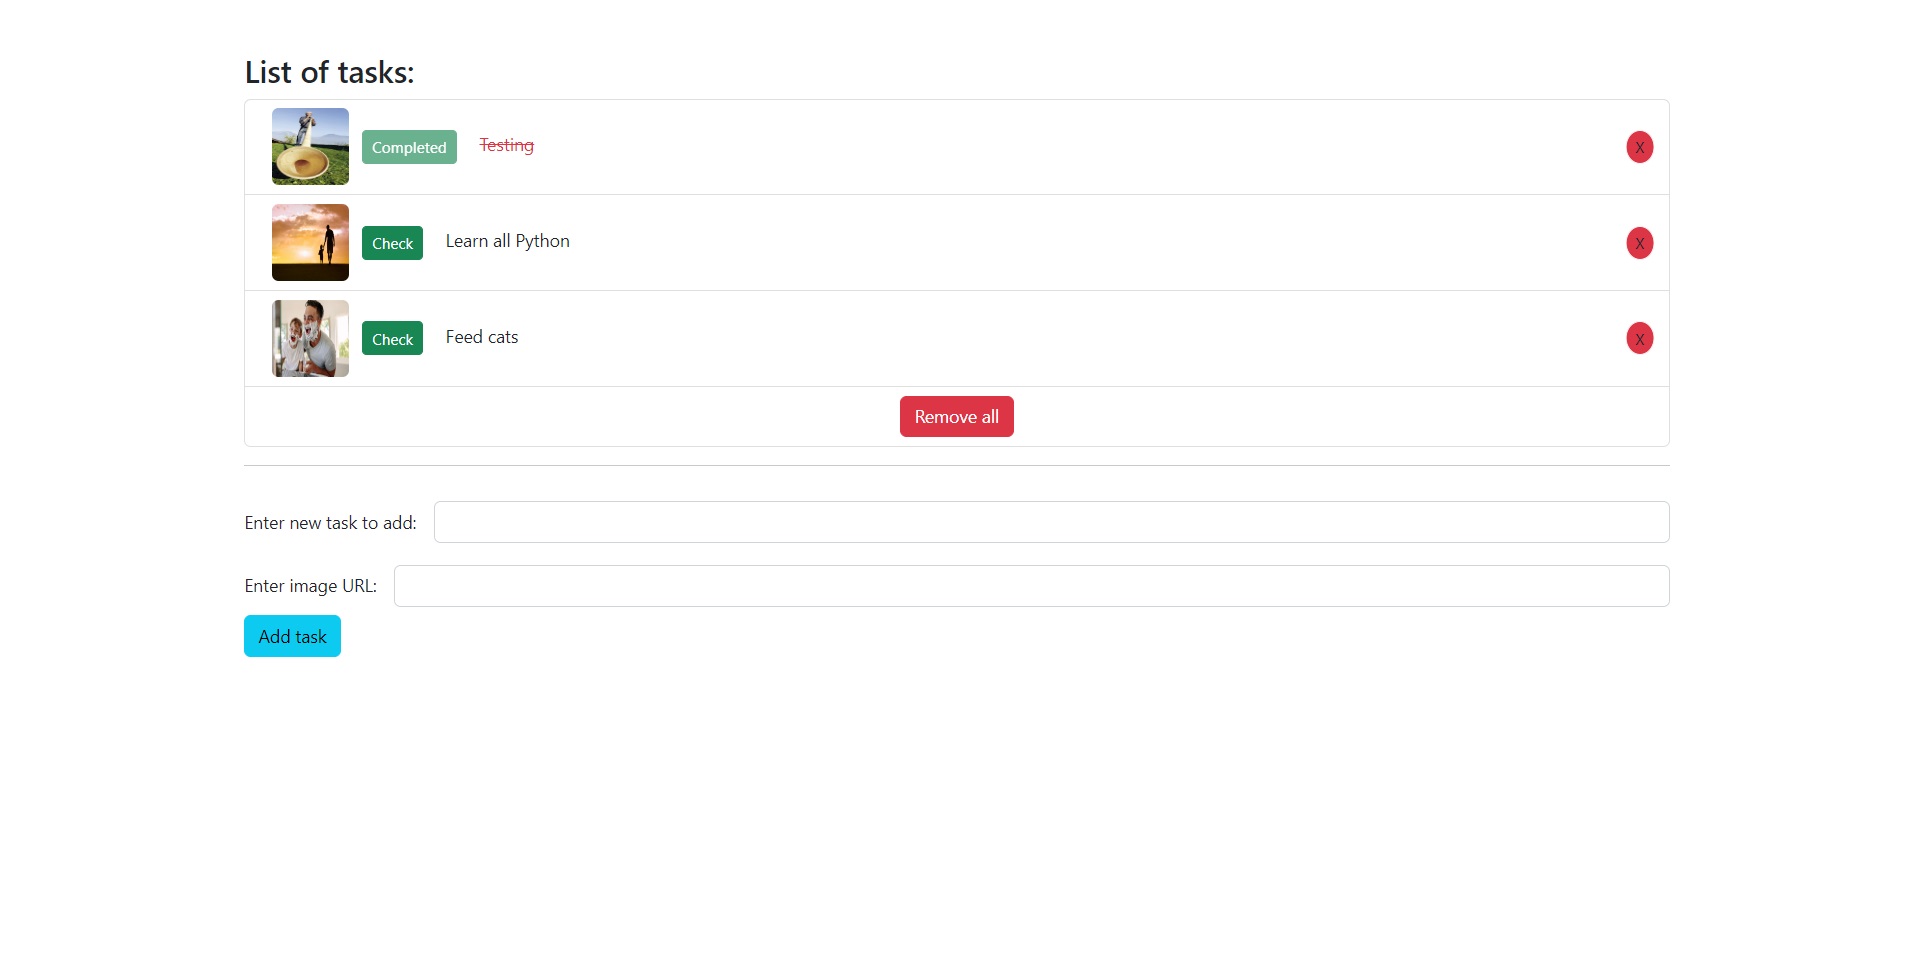 List of tasks:
Completed Testing X
Check Learn all Python X
Check Feed cats X
Remove all
Enter new task to add:
Enter image URL:
Add task